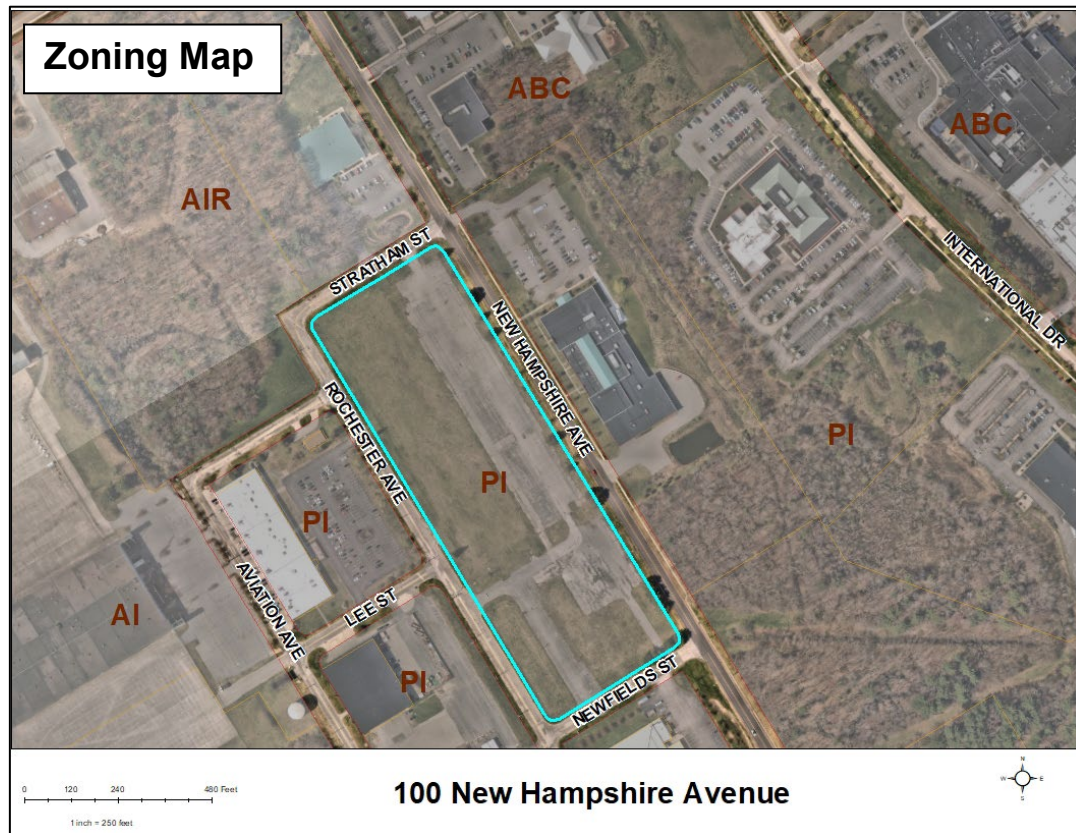 Zoning Map
ABC
ABC
AIR
STRATHAM ST
INTERNATIONAL DR
NEW HAMPSHIRE AVE
ROCHESTER AVE
PI
PI
PI
AVIATION AVE
LEE ST
AI
PI
NEWFIELDS ST
0 120 240 480 Feet
1 inch = 250 feet
100 New Hampshire Avenue
N
W E
S